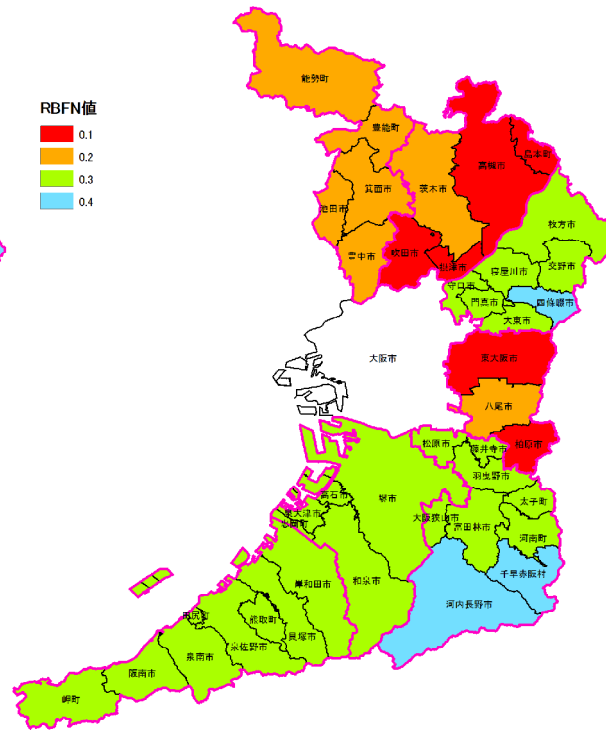 能勢町
RBFN値
0.1
豊能町
0.2
島本町
高槻市
0.3
箕面市
茨木市
0.4
池田市
枚方市
豊中市
吹田市
摂津市
交野市
寝屋川市
守口市
門真市
四條畷市
大東市
大阪市
東大阪市
八尾市
松原市
柏原市
藤井寺市
羽曳野市
高石市
太子町
堺市
泉大津市
大阪狭山市
忠岡町
富田林市
河南町
千早赤阪村
岸和田市
和泉市
河内長野市
田尻町
熊取町
貝塚市
泉佐野市
泉南市
阪南市
岬町